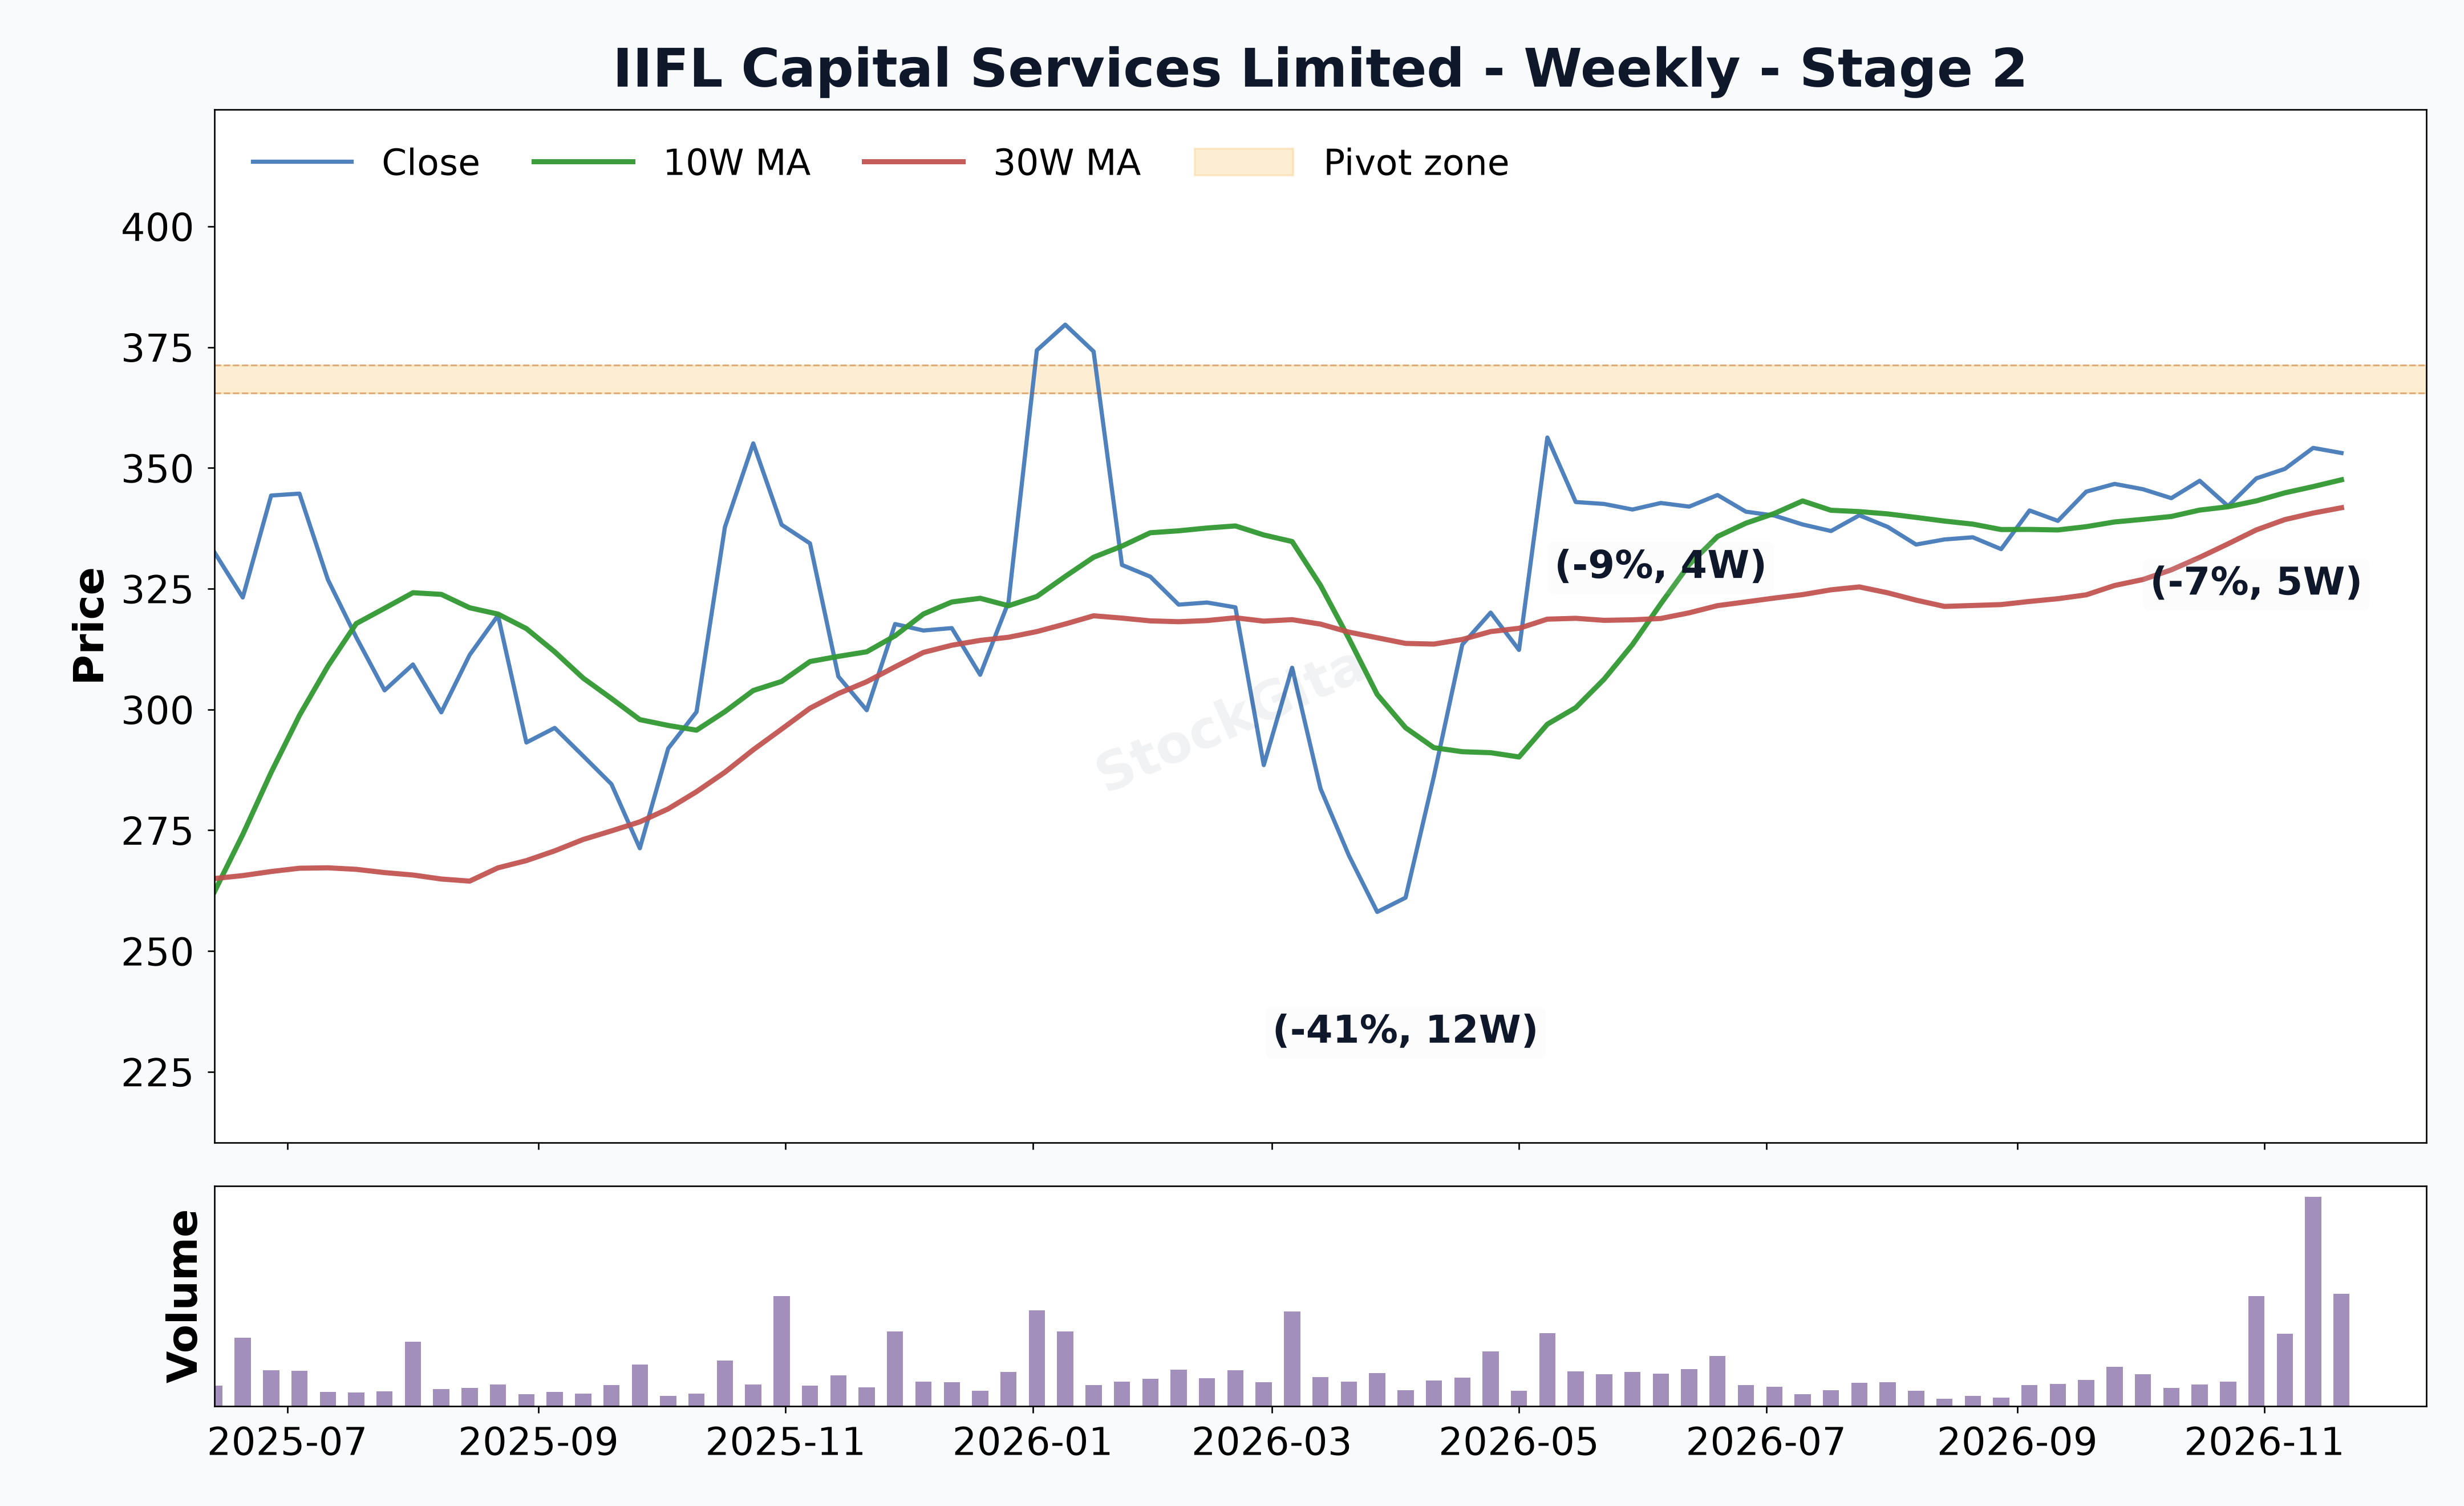 IIFL Capital Services Limited - Weekly - Stage 2
Close 10W MA 30W MA Pivot zone
Price
400
375
350
325
300
275
250
225
(-9%, 4W)
(-7%, 5W)
(-41%, 12W)
StockGita
Volume
2025-07 2025-09 2025-11 2026-01 2026-03 2026-05 2026-07 2026-09 2026-11